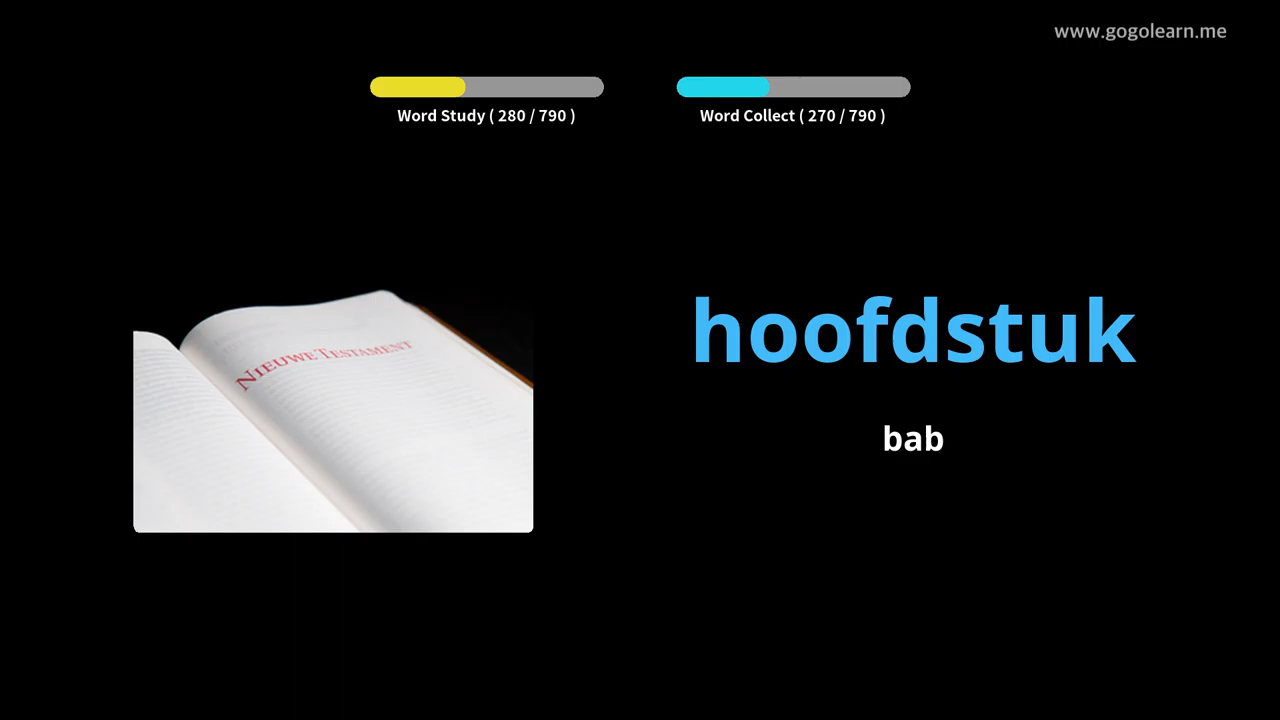 www.gogolearn.me
Word Study ( 280 / 790 )
Word Collect ( 270 / 790 )
NIEUWE TESTAMENT
hoofdstuk
bab